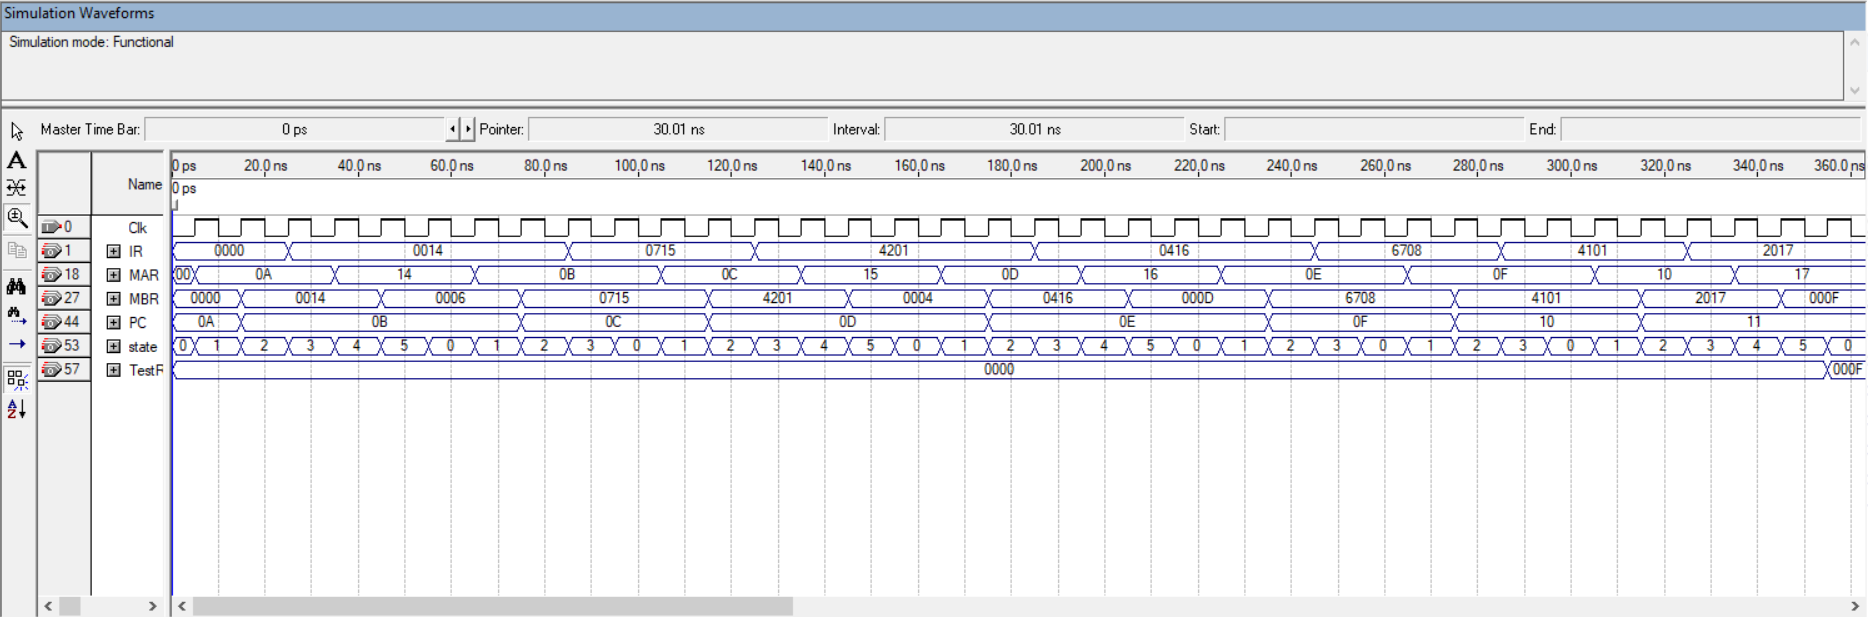 Simulation Waveforms
Simulation mode: Functional
Master Time Bar: 0 ps Pointer: 30.01 ns Interval: 30.01 ns Start: End:
0 ps 20.0 ns 40.0 ns 60.0 ns 80.0 ns 100.0 ns 120.0 ns 140.0 ns 160.0 ns 180.0 ns 200.0 ns 220.0 ns 240.0 ns 260.0 ns 280.0 ns 300.0 ns 320.0 ns 340.0 ns 360.0 ns
Name 0 ps
0 Clk
1 IR 0000 0014 0715 4201 0416 6708 4101 2017
18 MAR 00 0A 14 0B 0C 15 0D 16 0E 0F 10 17
27 MBR 0000 0014 0006 0715 4201 0004 0416 000D 6708 4101 2017 000F
44 PC 0A 0B 0C 0D 0E 0F 10 11
53 state 0 1 2 3 4 5 0 1 2 3 0 1 2 3 4 5 0 1 2 3 4 5 0 1 2 3 0 1 2 3 0 1 2 3 4 5 0
57 TestR 0000 000F